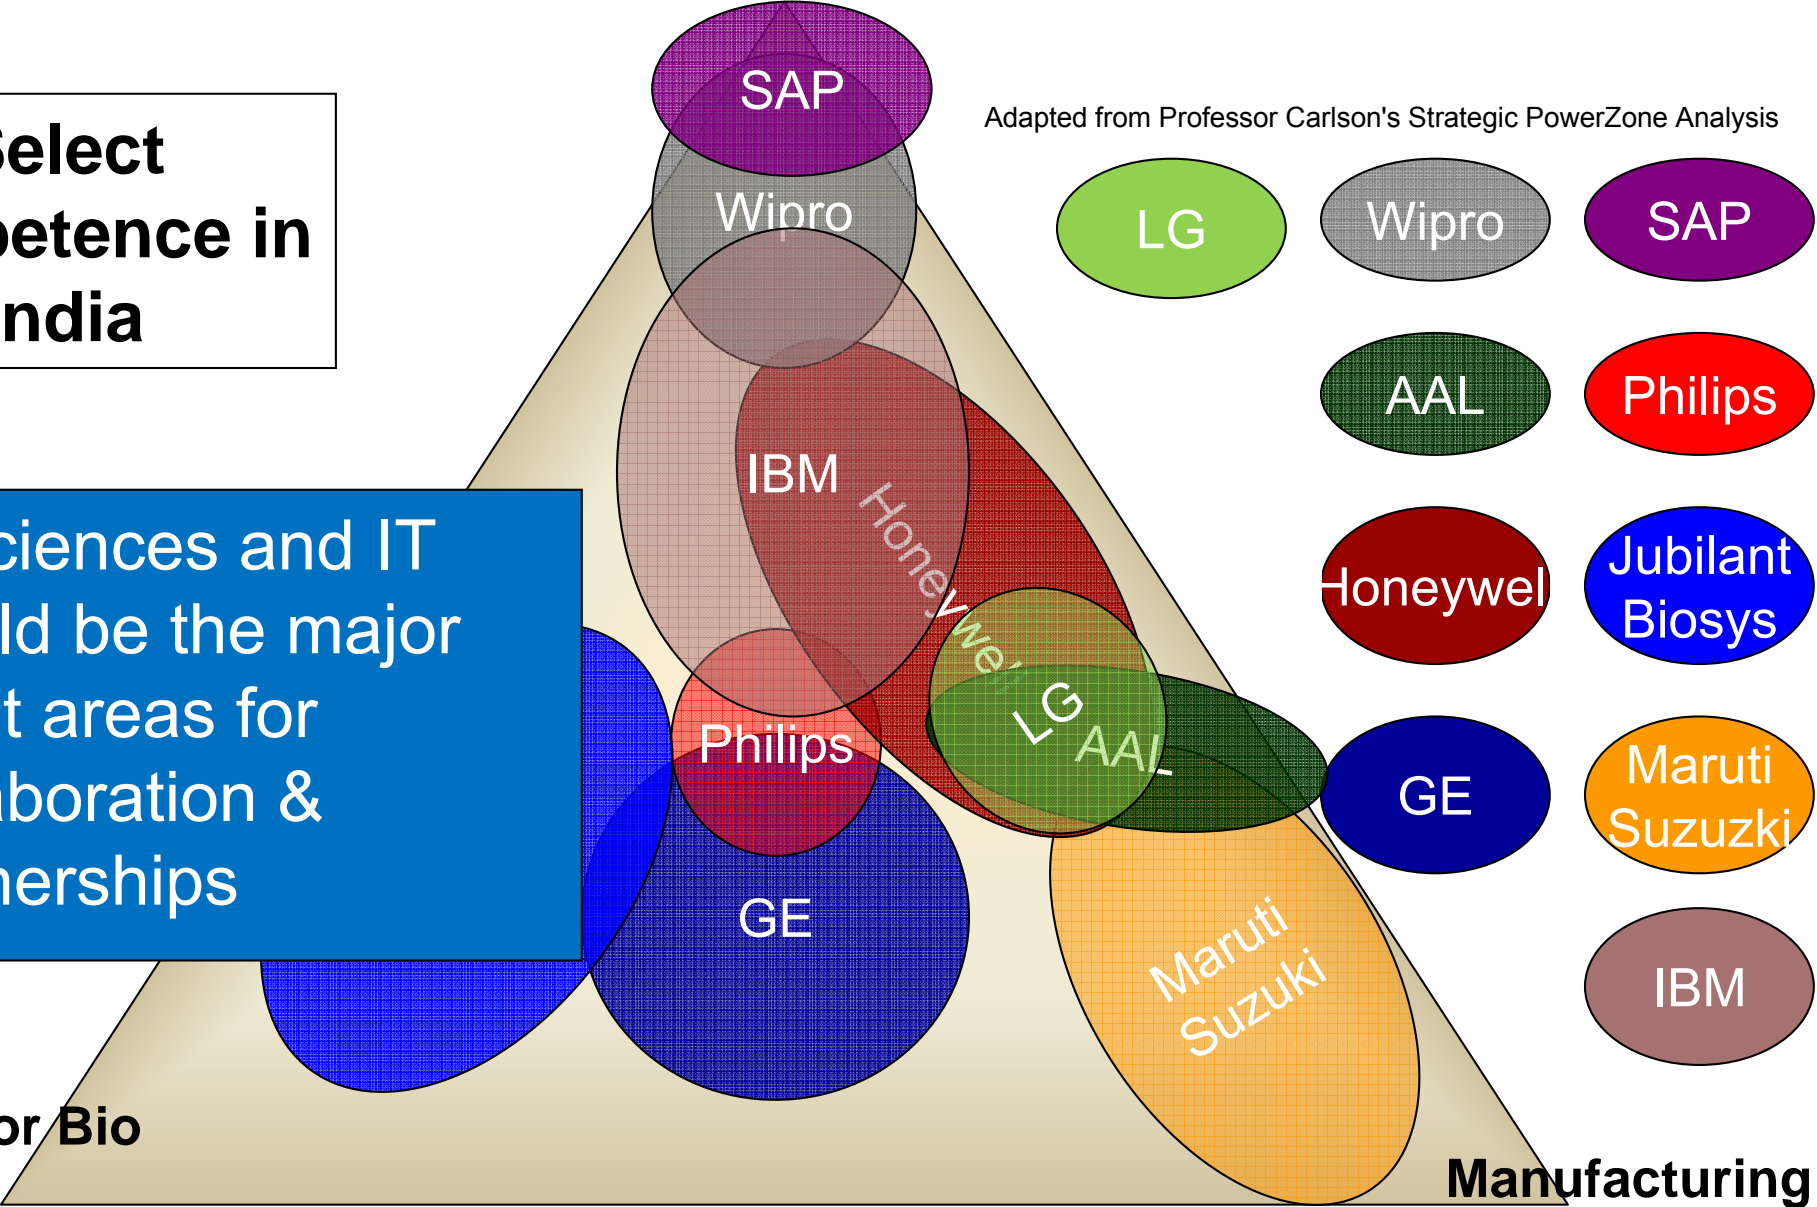 Select
petence in
India
Adapted from Professor Carlson's Strategic PowerZone Analysis
SAP
Wipro
IBM
Honeywell
LG
AAL
Philips
GE
Maruti
Suzuki
LG
Wipro
SAP
AAL
Philips
Honeywel
Jubilant
Biosys
GE
Maruti
Suzuzki
IBM
ciences and IT
ld be the major
t areas for
aboration &
nerships
or Bio
Manufacturing